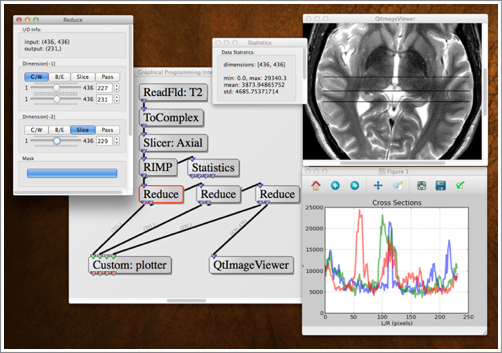 Reduce
I/O Info:
input: (436, 436)
output: (231,)
Dimension[-1]
C/W B/E Slice Pass
1 436 227
1 436 231
Dimension[-2]
C/W B/E Slice Pass
1 436 229
Mask
Graphical Programming Inte
ReadFld: T2
ToComplex
Slicer: Axial
RIMP
Statistics
Reduce
Reduce
Reduce
Custom: plotter
QtImageViewer
Statistics
Data Statistics:
dimensions: [436, 436]
min: 0.0, max: 29340.3
mean: 3873.94865752
std: 4685.75371714
QtImageViewer
Figure 1
Cross Sections
25000
20000
15000
10000
5000
0
0 50 100 150 200 250
L/R (pixels)